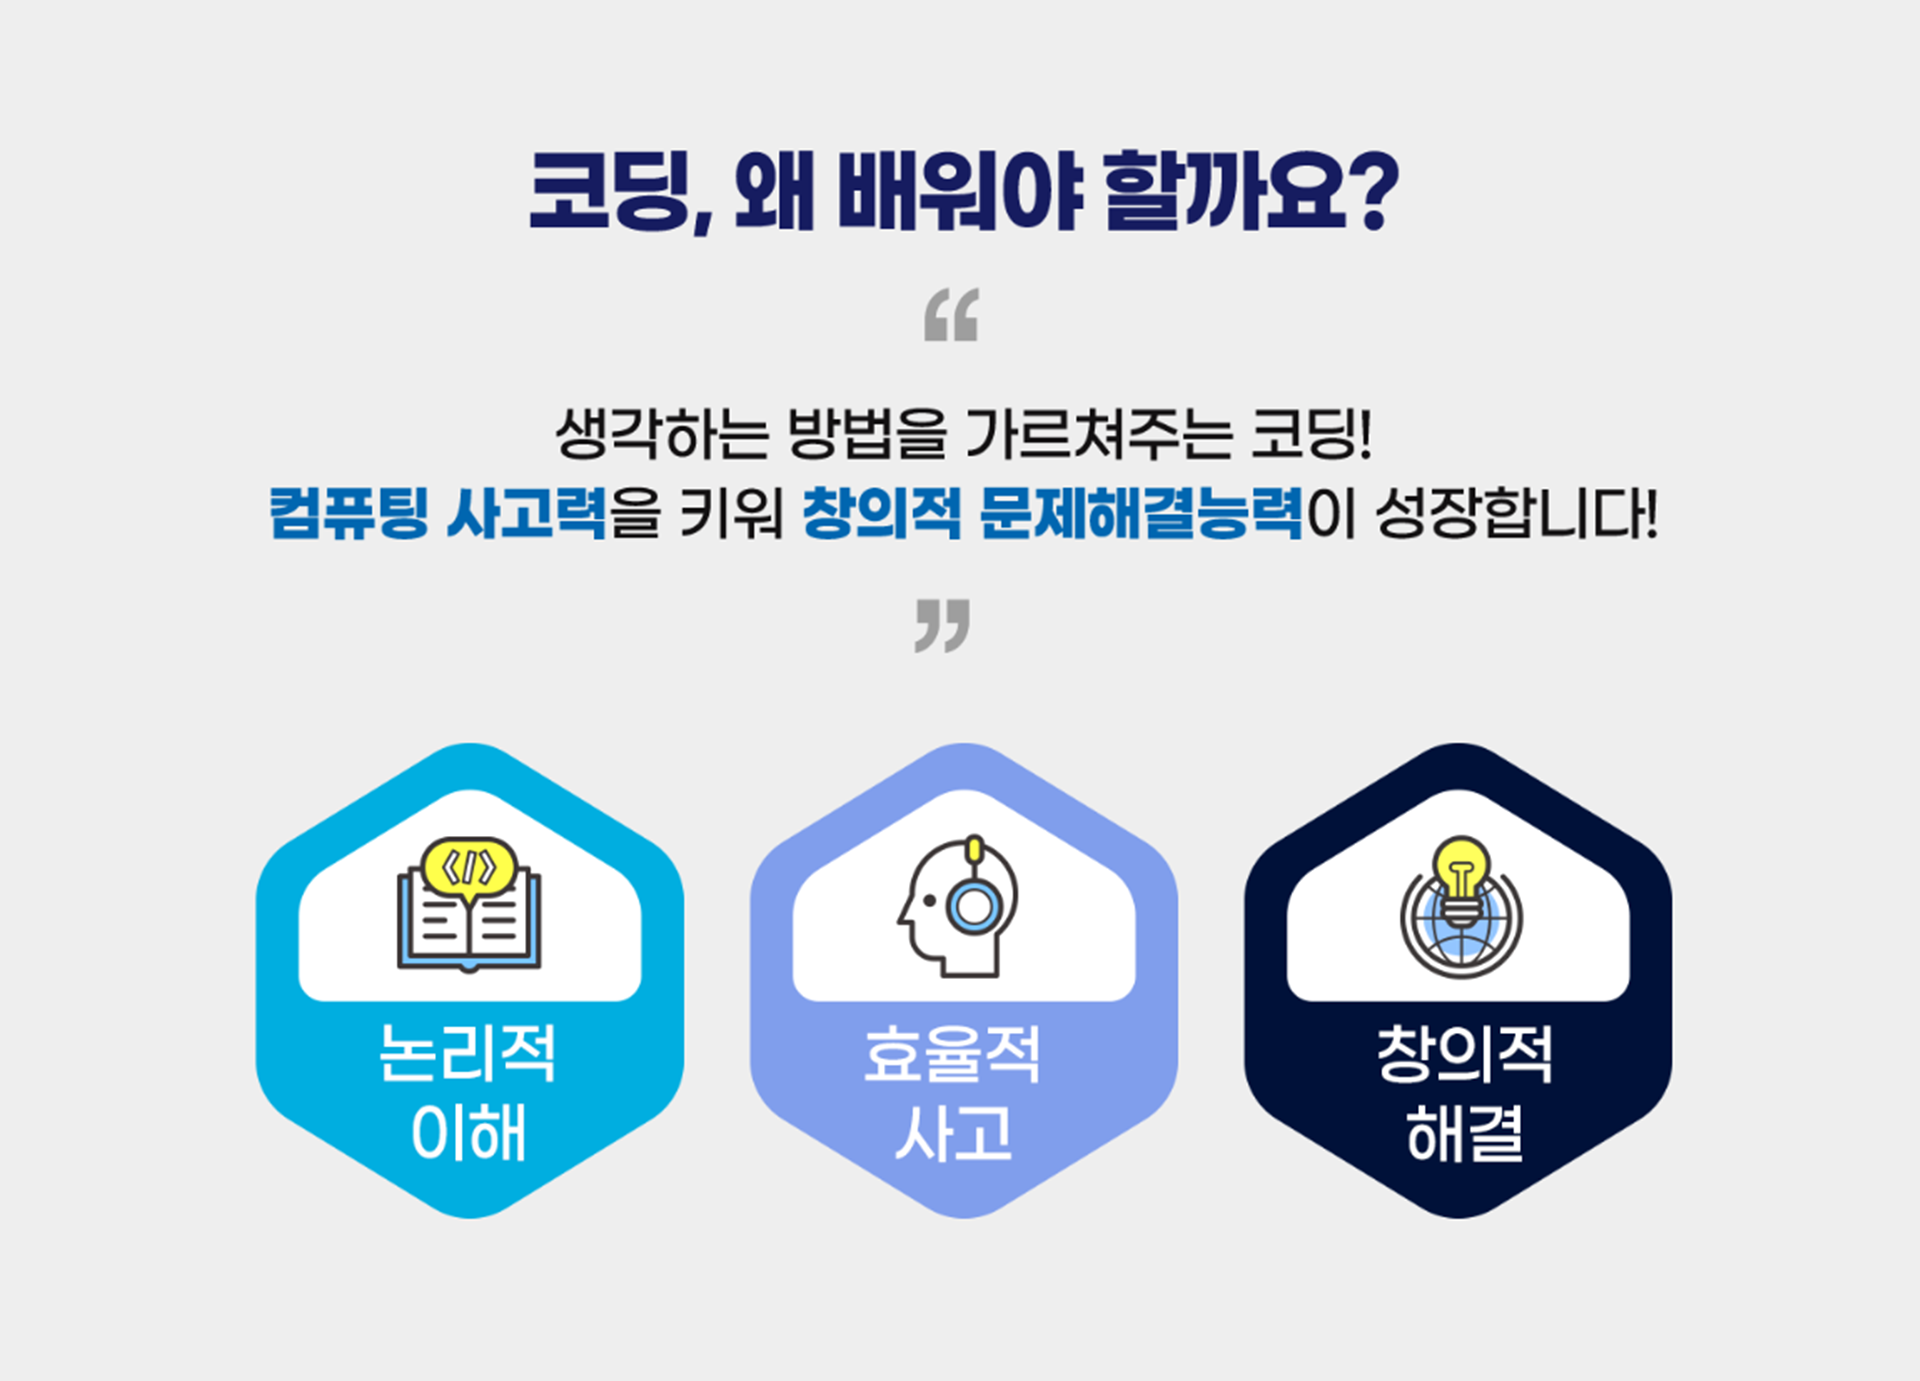 코딩, 왜 배워야 할까요?
“
생각하는 방법을 가르쳐주는 코딩!
컴퓨팅 사고력을 키워 창의적 문제해결능력이 성장합니다!
”
</>
논리적
이해
효율적
사고
창의적
해결